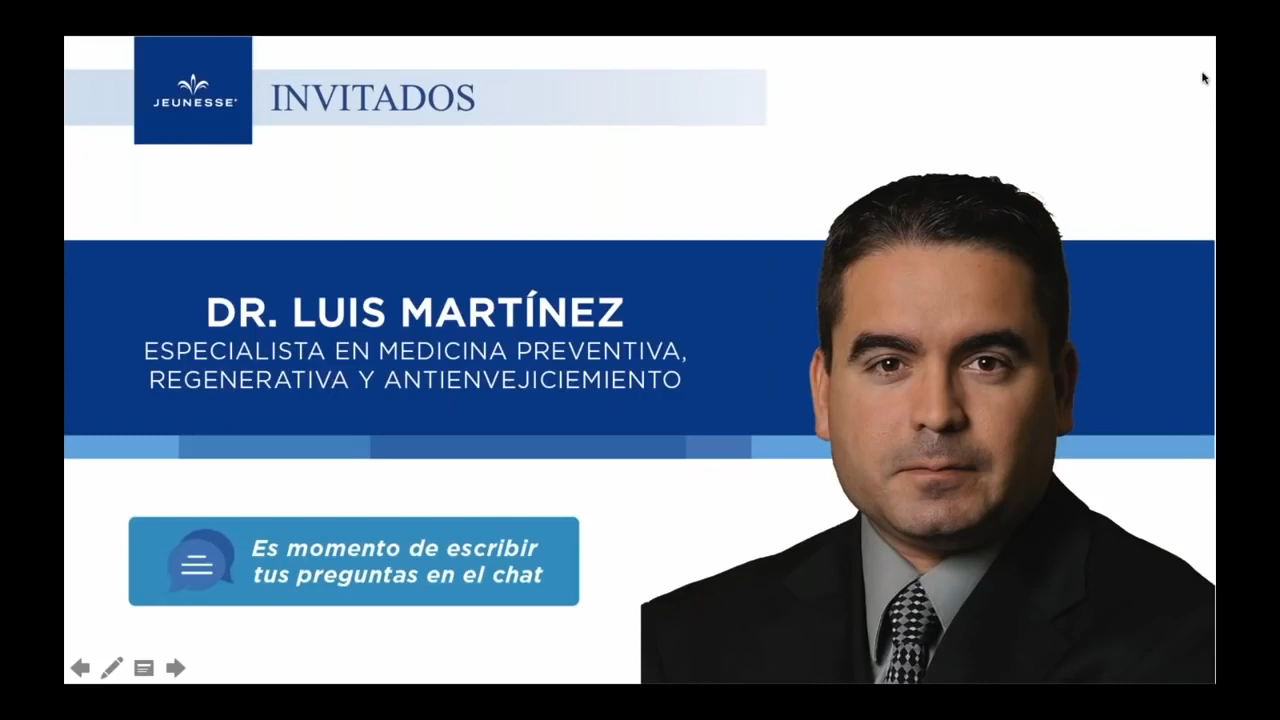 JEUNESSE
INVITADOS
DR. LUIS MARTÍNEZ
ESPECIALISTA EN MEDICINA PREVENTIVA,
REGENERATIVA Y ANTIENVEJICIEMIENTO
Es momento de escribir
tus preguntas en el chat